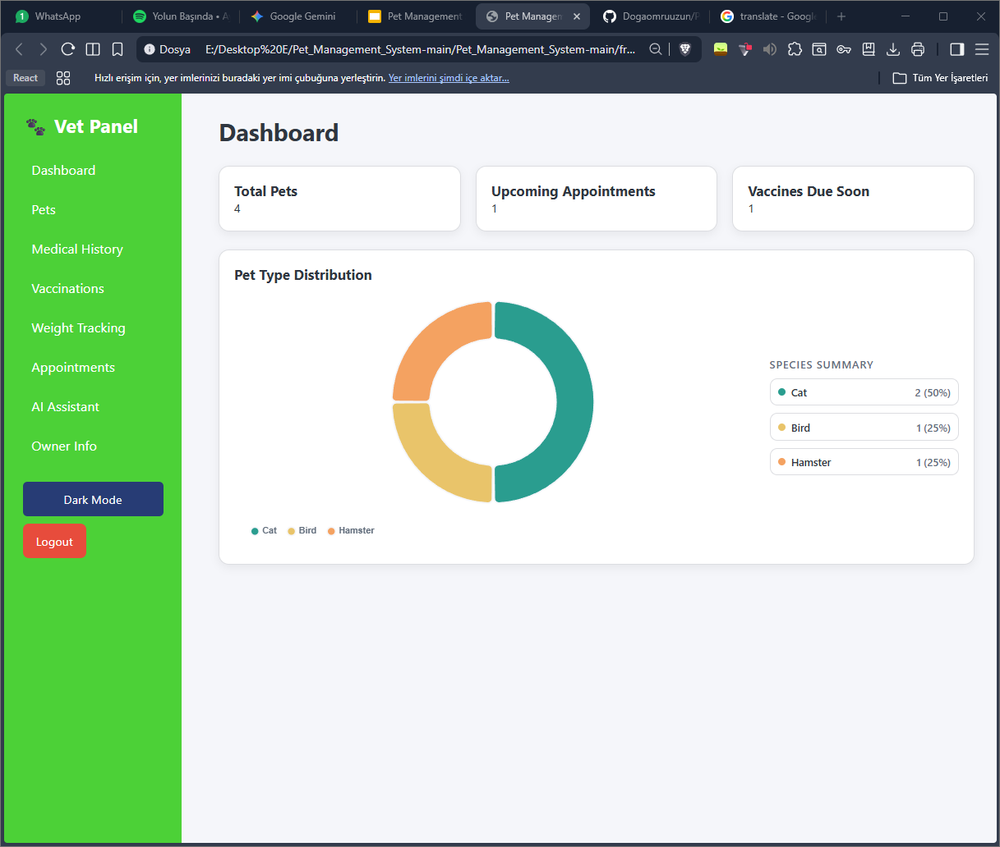 1 WhatsApp
Yolun Başında • A
Google Gemini
Pet Management
Pet Managem
Dogaomruuzun/P
translate - Google
Dosya E:/Desktop%20E/Pet_Management_System-main/Pet_Management_System-main/fr...
React
Hızlı erişim için, yer imlerinizi buradaki yer imi çubuğuna yerleştirin. Yer imlerini şimdi içe aktar...
Tüm Yer İşaretleri
Vet Panel
Dashboard
Pets
Medical History
Vaccinations
Weight Tracking
Appointments
AI Assistant
Owner Info
Dark Mode
Logout
Dashboard
Total Pets
4
Upcoming Appointments
1
Vaccines Due Soon
1
Pet Type Distribution
SPECIES SUMMARY
Cat 2 (50%)
Bird 1 (25%)
Hamster 1 (25%)
Cat Bird Hamster